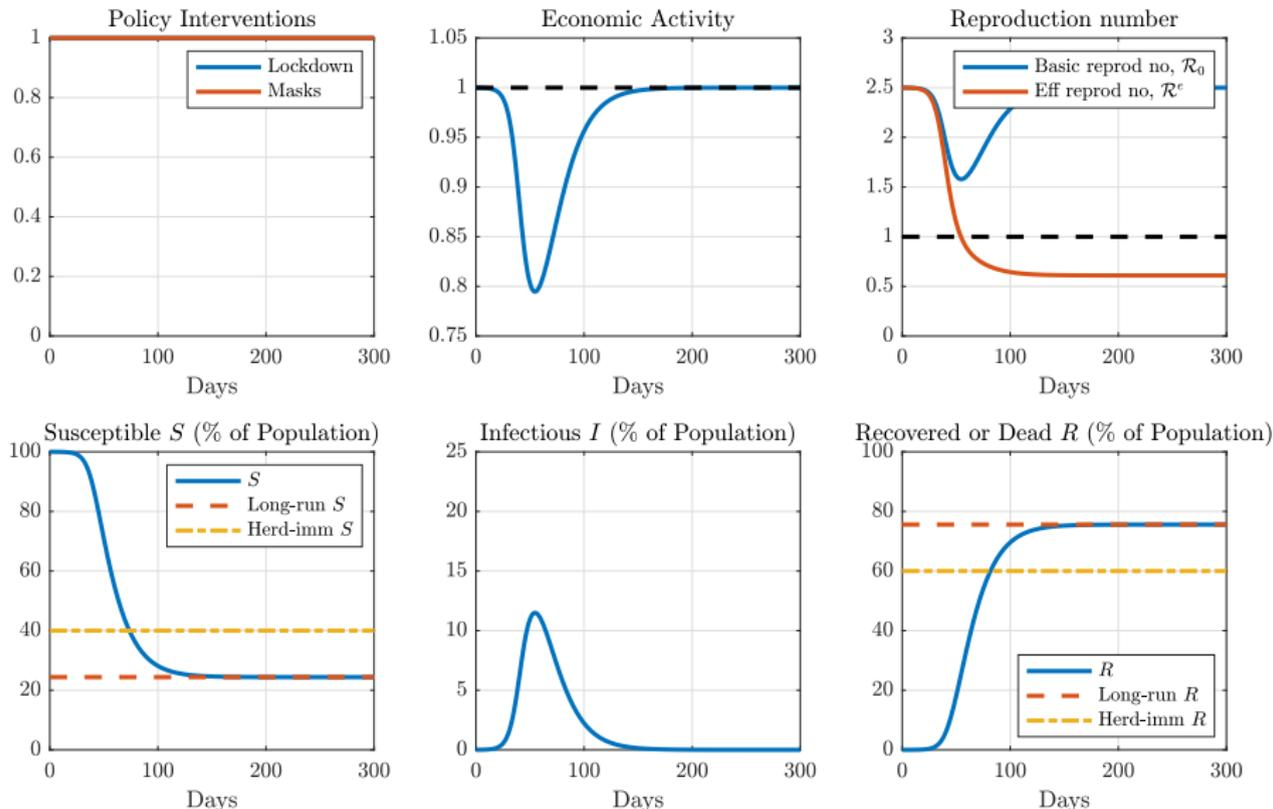 Policy Interventions
1
0.8
0.6
0.4
0.2
0
Lockdown
Masks
0 100 200 300
Days
Economic Activity
1.05
1
0.95
0.9
0.85
0.8
0.75
0 100 200 300
Days
Reproduction number
3
2.5
2
1.5
1
0.5
0
Basic reprod no, R₀
Eff reprod no, Rᵉ
0 100 200 300
Days
Susceptible S (% of Population)
100
80
60
40
20
0
S
Long-run S
Herd-imm S
0 100 200 300
Days
Infectious I (% of Population)
25
20
15
10
5
0
0 100 200 300
Days
Recovered or Dead R (% of Population)
100
80
60
40
20
0
R
Long-run R
Herd-imm R
0 100 200 300
Days